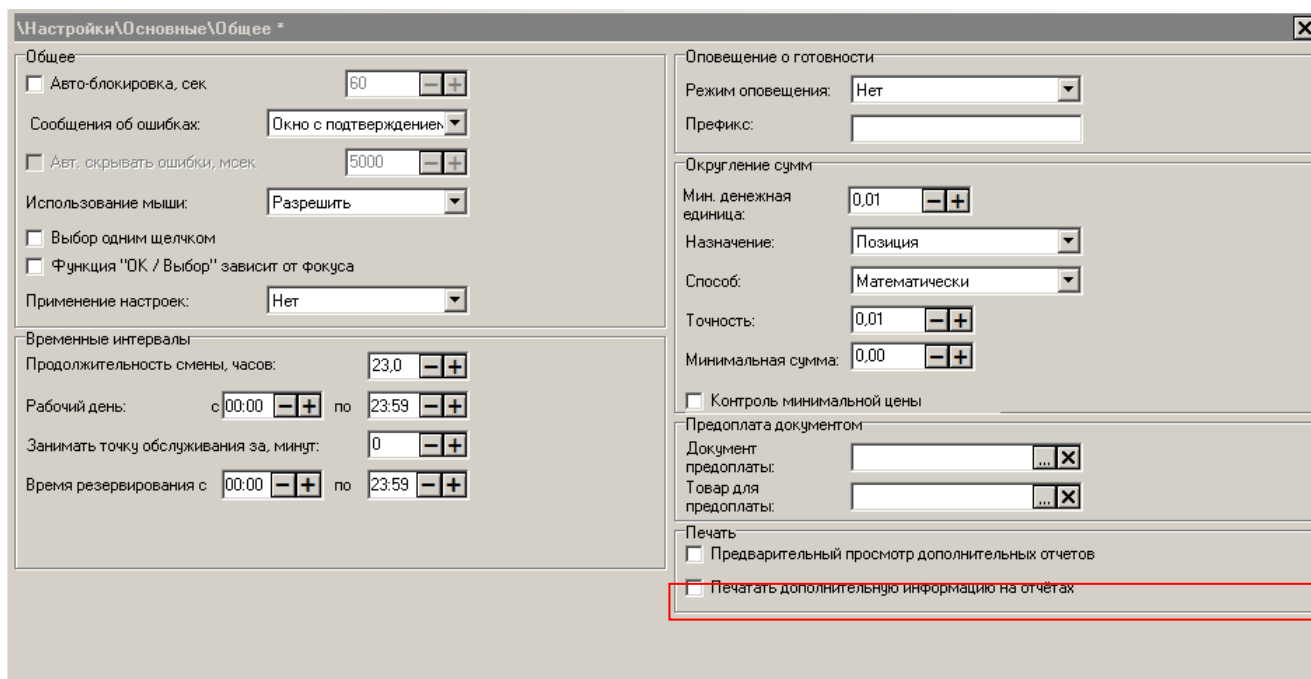 \Настройки\Основные\Общее *
Общее
Авто-блокировка, сек 60
Сообщения об ошибках: Окно с подтверждением
Авт. скрывать ошибки, мсек 5000
Использование мыши: Разрешить
Выбор одним щелчком
Функция "ОК / Выбор" зависит от фокуса
Применение настроек: Нет
Временные интервалы
Продолжительность смены, часов: 23,0
Рабочий день: с 00:00 по 23:59
Занимать точку обслуживания за, минут: 0
Время резервирования с 00:00 по 23:59
Оповещение о готовности
Режим оповещения: Нет
Префикс:
Округление сумм
Мин. денежная
единица: 0,01
Назначение: Позиция
Способ: Математически
Точность: 0,01
Минимальная сумма: 0,00
Контроль минимальной цены
Предоплата документом
Документ
предоплаты: ...
Товар для
предоплаты: ...
Печать
Предварительный просмотр дополнительных отчетов
Печатать дополнительную информацию на отчётах